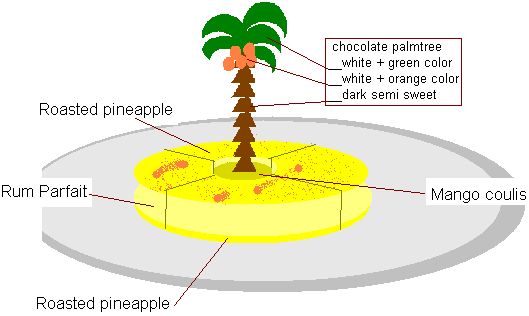 chocolate palmtree
white + green color
white + orange color
dark semi sweet
Roasted pineapple
Rum Parfait
Mango coulis
Roasted pineapple